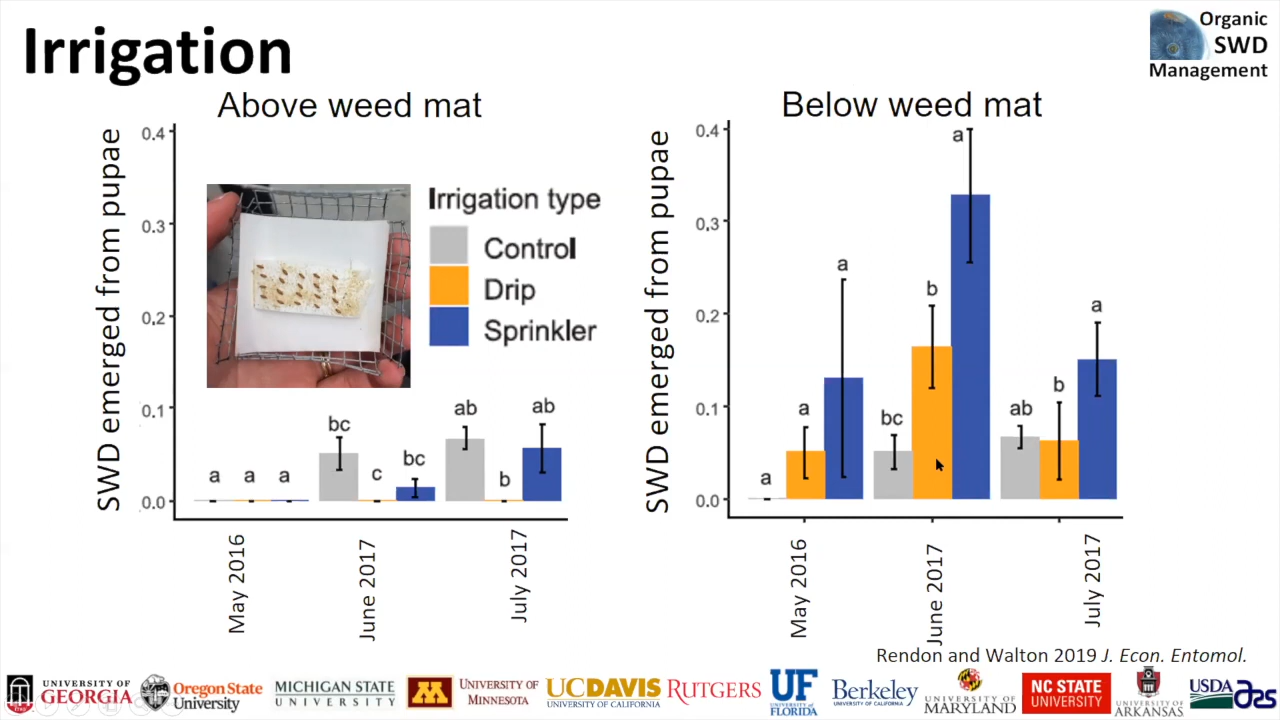 Irrigation
Organic
SWD
Management
Above weed mat
SWD emerged from pupae
0.4
0.3
0.2
0.1
0.0
Irrigation type
Control
Drip
Sprinkler
a
a
a
bc
c
bc
ab
b
ab
May 2016
June 2017
July 2017
Below weed mat
SWD emerged from pupae
0.4
0.3
0.2
0.1
0.0
a
a
a
bc
b
a
ab
b
a
May 2016
June 2017
July 2017
Rendon and Walton 2019 J. Econ. Entomol.
UNIVERSITY OF
GEORGIA
Oregon State
University
MICHIGAN STATE
UNIVERSITY
M
UNIVERSITY OF
MINNESOTA
UCDAVIS
UNIVERSITY OF CALIFORNIA
RUTGERS
UF
UNIVERSITY of
FLORIDA
Berkeley
UNIVERSITY OF CALIFORNIA
UNIVERSITY OF
MARYLAND
NC STATE
UNIVERSITY
UNIVERSITY OF
ARKANSAS
USDA